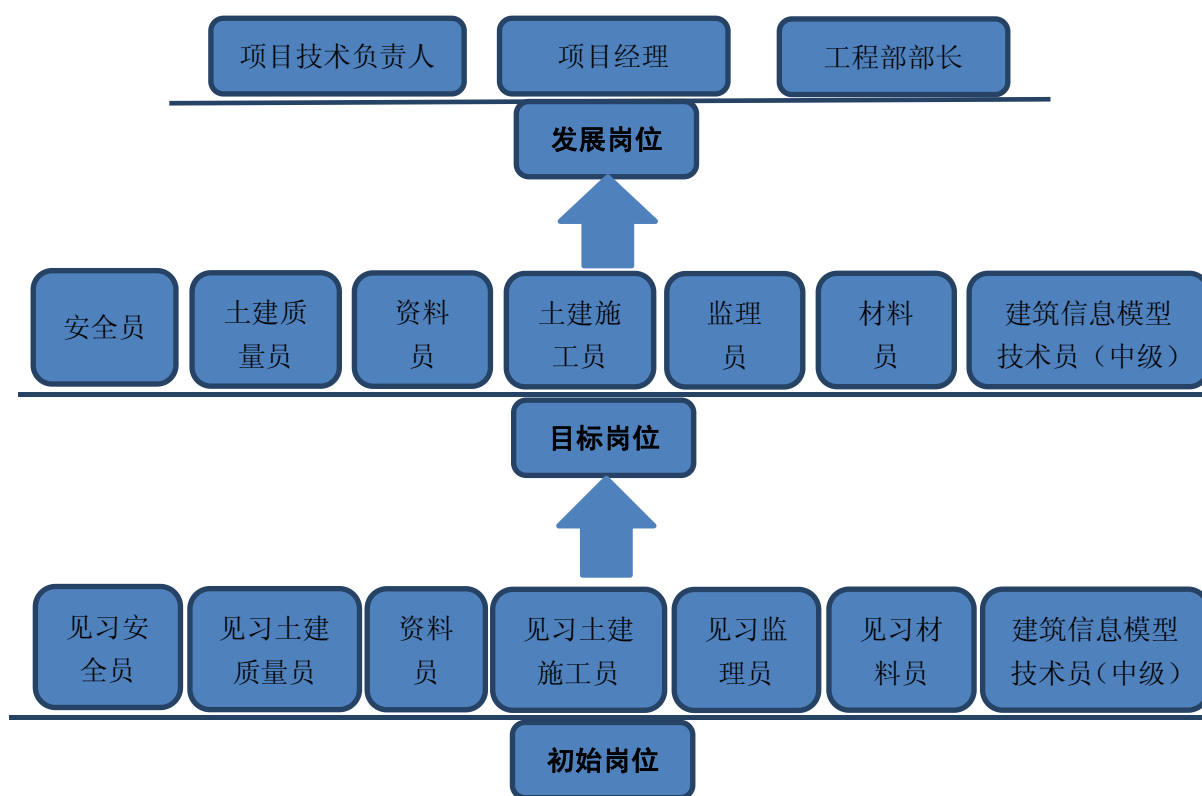 项目技术负责人
项目经理
工程部部长
发展岗位
安全员
土建质
量员
资料
员
土建施
工员
监理
员
材料
员
建筑信息模型
技术员（中级）
目标岗位
见习安
全员
见习土建
质量员
资料
员
见习土建
施工员
见习监
理员
见习材
料员
建筑信息模型
技术员（中级）
初始岗位